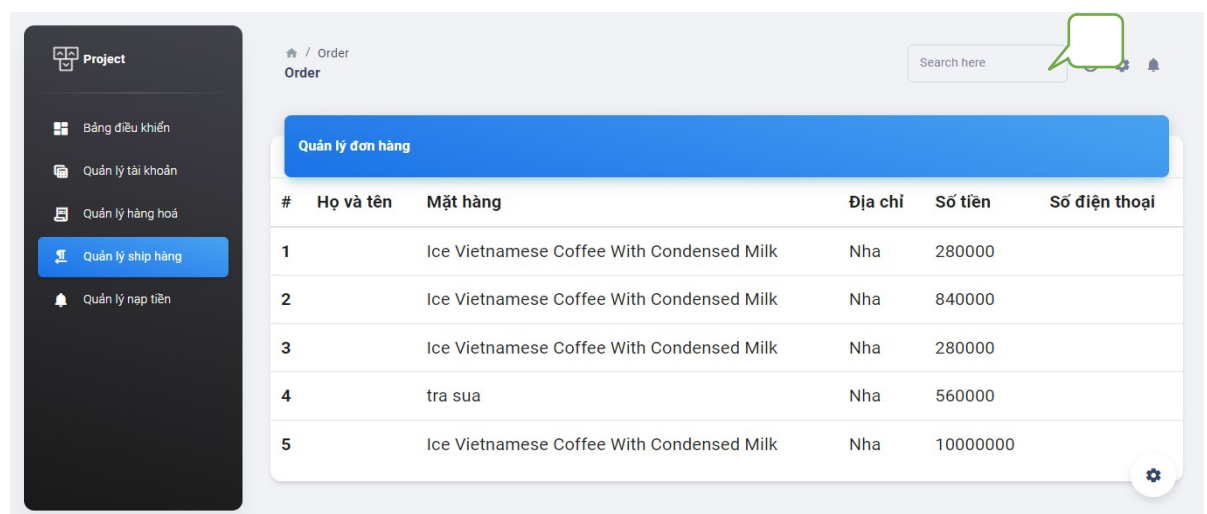 Project
Bảng điều khiển
Quản lý tài khoản
Quản lý hàng hoá
Quản lý ship hàng
Quản lý nạp tiền
/ Order
Order
Search here
Quản lý đơn hàng
# Họ và tên Mặt hàng Địa chỉ Số tiền Số điện thoại
1 Ice Vietnamese Coffee With Condensed Milk Nha 280000
2 Ice Vietnamese Coffee With Condensed Milk Nha 840000
3 Ice Vietnamese Coffee With Condensed Milk Nha 280000
4 tra sua Nha 560000
5 Ice Vietnamese Coffee With Condensed Milk Nha 10000000